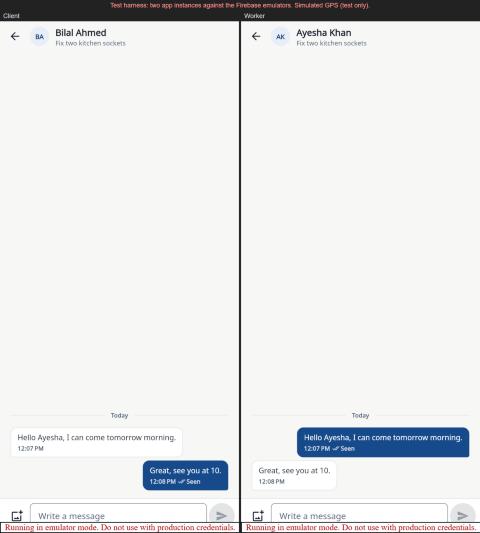 Test harness: two app instances against the Firebase emulators. Simulated GPS (test only).
Client
BA
Bilal Ahmed
Fix two kitchen sockets
Today
Hello Ayesha, I can come tomorrow morning.
12:07 PM
Great, see you at 10.
12:08 PM Seen
Write a message
Running in emulator mode. Do not use with production credentials.
Worker
AK
Ayesha Khan
Fix two kitchen sockets
Today
Hello Ayesha, I can come tomorrow morning.
12:07 PM Seen
Great, see you at 10.
12:08 PM
Write a message
Running in emulator mode. Do not use with production credentials.